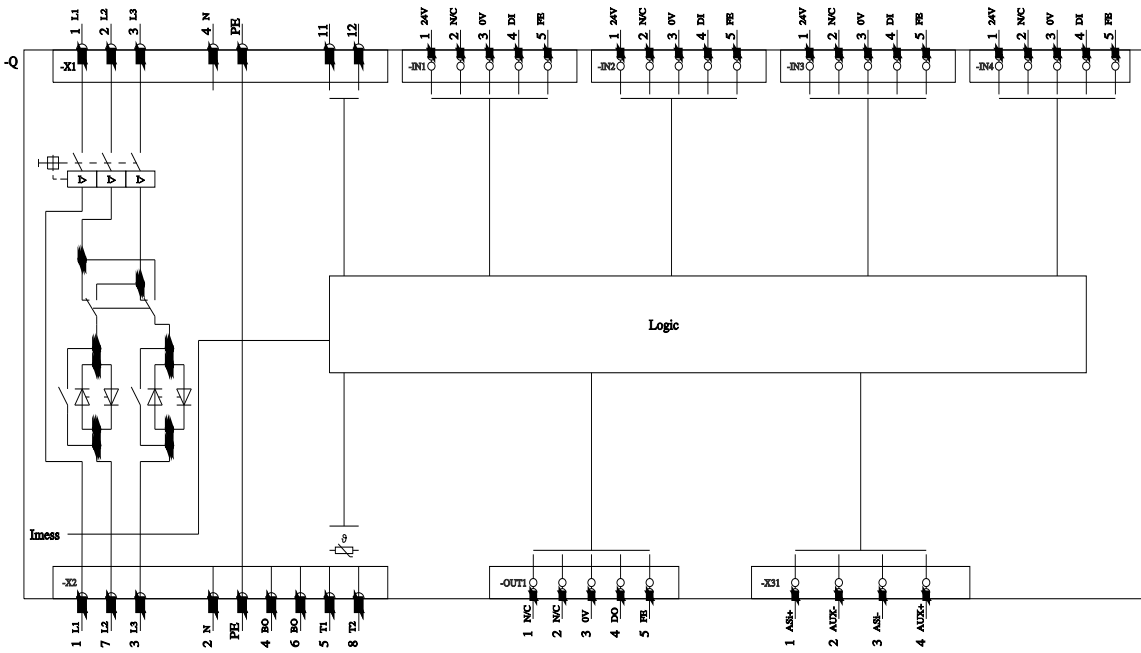 1 L1
2 L2
3 L3
4 N
PE
11
12
1 24V
2 N/C
3 0V
4 DI
5 FE
1 24V
2 N/C
3 0V
4 DI
5 FE
1 24V
2 N/C
3 0V
4 DI
5 FE
1 24V
2 N/C
3 0V
4 DI
5 FE
-Q
-X1
-IN1
-IN2
-IN3
-IN4
Logic
Imess
ϑ
-X2
-OUT1
-X31
1 L1
7 L2
3 L3
2 N
PE
4 BO
6 BO
5 T1
8 T2
1 N/C
2 N/C
3 0V
4 DO
5 FE
1 ASi+
2 AUX-
3 ASi-
4 AUX+